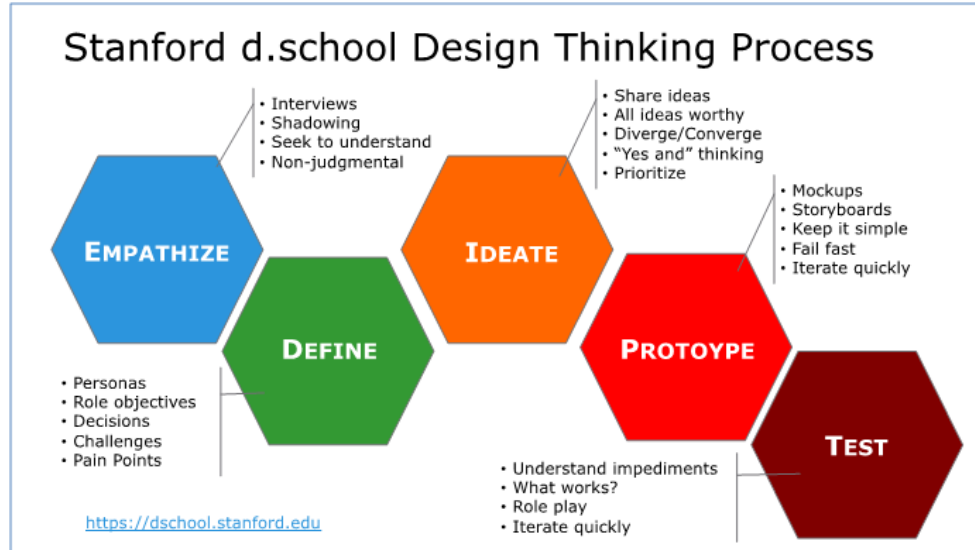 Stanford d.school Design Thinking Process
• Interviews
• Shadowing
• Seek to understand
• Non-judgmental
EMPATHIZE
• Personas
• Role objectives
• Decisions
• Challenges
• Pain Points
DEFINE
• Share ideas
• All ideas worthy
• Diverge/Converge
• “Yes and” thinking
• Prioritize
IDEATE
• Mockups
• Storyboards
• Keep it simple
• Fail fast
• Iterate quickly
PROTOYPE
• Understand impediments
• What works?
• Role play
• Iterate quickly
TEST
https://dschool.stanford.edu